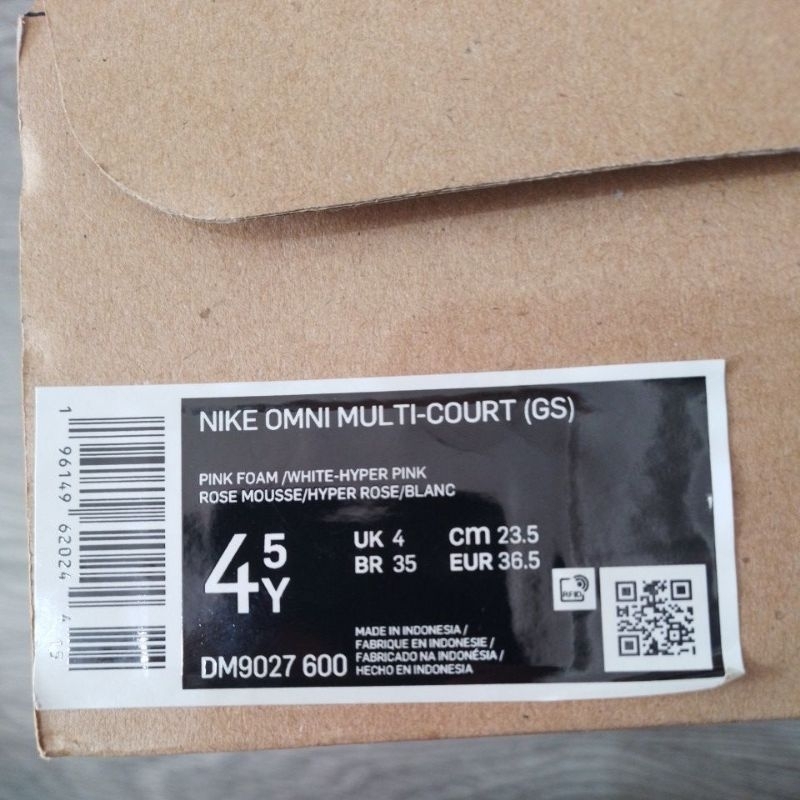 NIKE OMNI MULTI-COURT (GS)
PINK FOAM /WHITE-HYPER PINK
ROSE MOUSSE/HYPER ROSE/BLANC
4 5 Y
UK 4 cm 23.5
BR 35 EUR 36.5
RFID
MADE IN INDONESIA /
FABRIQUE EN INDONESIE /
FABRICADO NA INDONÉSIA /
HECHO EN INDONESIA
DM9027 600
1 96149 62024